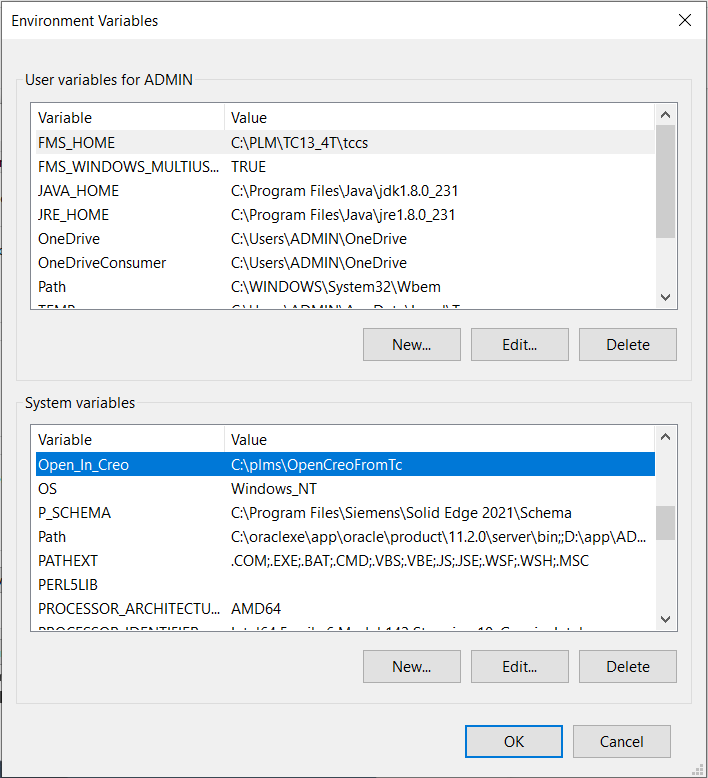 Environment Variables
User variables for ADMIN
Variable Value
FMS_HOME C:\PLM\TC13_4T\tccs
FMS_WINDOWS_MULTIUS... TRUE
JAVA_HOME C:\Program Files\Java\jdk1.8.0_231
JRE_HOME C:\Program Files\Java\jre1.8.0_231
OneDrive C:\Users\ADMIN\OneDrive
OneDriveConsumer C:\Users\ADMIN\OneDrive
Path C:\WINDOWS\System32\Wbem
New... Edit... Delete
System variables
Variable Value
Open_In_Creo C:\plms\OpenCreoFromTc
OS Windows_NT
P_SCHEMA C:\Program Files\Siemens\Solid Edge 2021\Schema
Path C:\oraclexe\app\oracle\product\11.2.0\server\bin;;D:\app\AD...
PATHEXT .COM;.EXE;.BAT;.CMD;.VBS;.VBE;JS;JSE;.WSF;.WSH;.MSC
PERL5LIB
PROCESSOR_ARCHITECTU... AMD64
New... Edit... Delete
OK Cancel